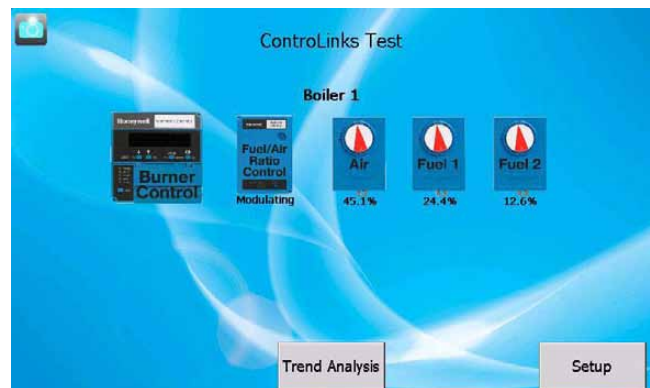 ControLinks Test
Boiler 1
Honeywell
Burner
Control
Fuel/Air
Ratio
Control
Modulating
Air
45.1%
Fuel 1
24.4%
Fuel 2
12.6%
Trend Analysis
Setup